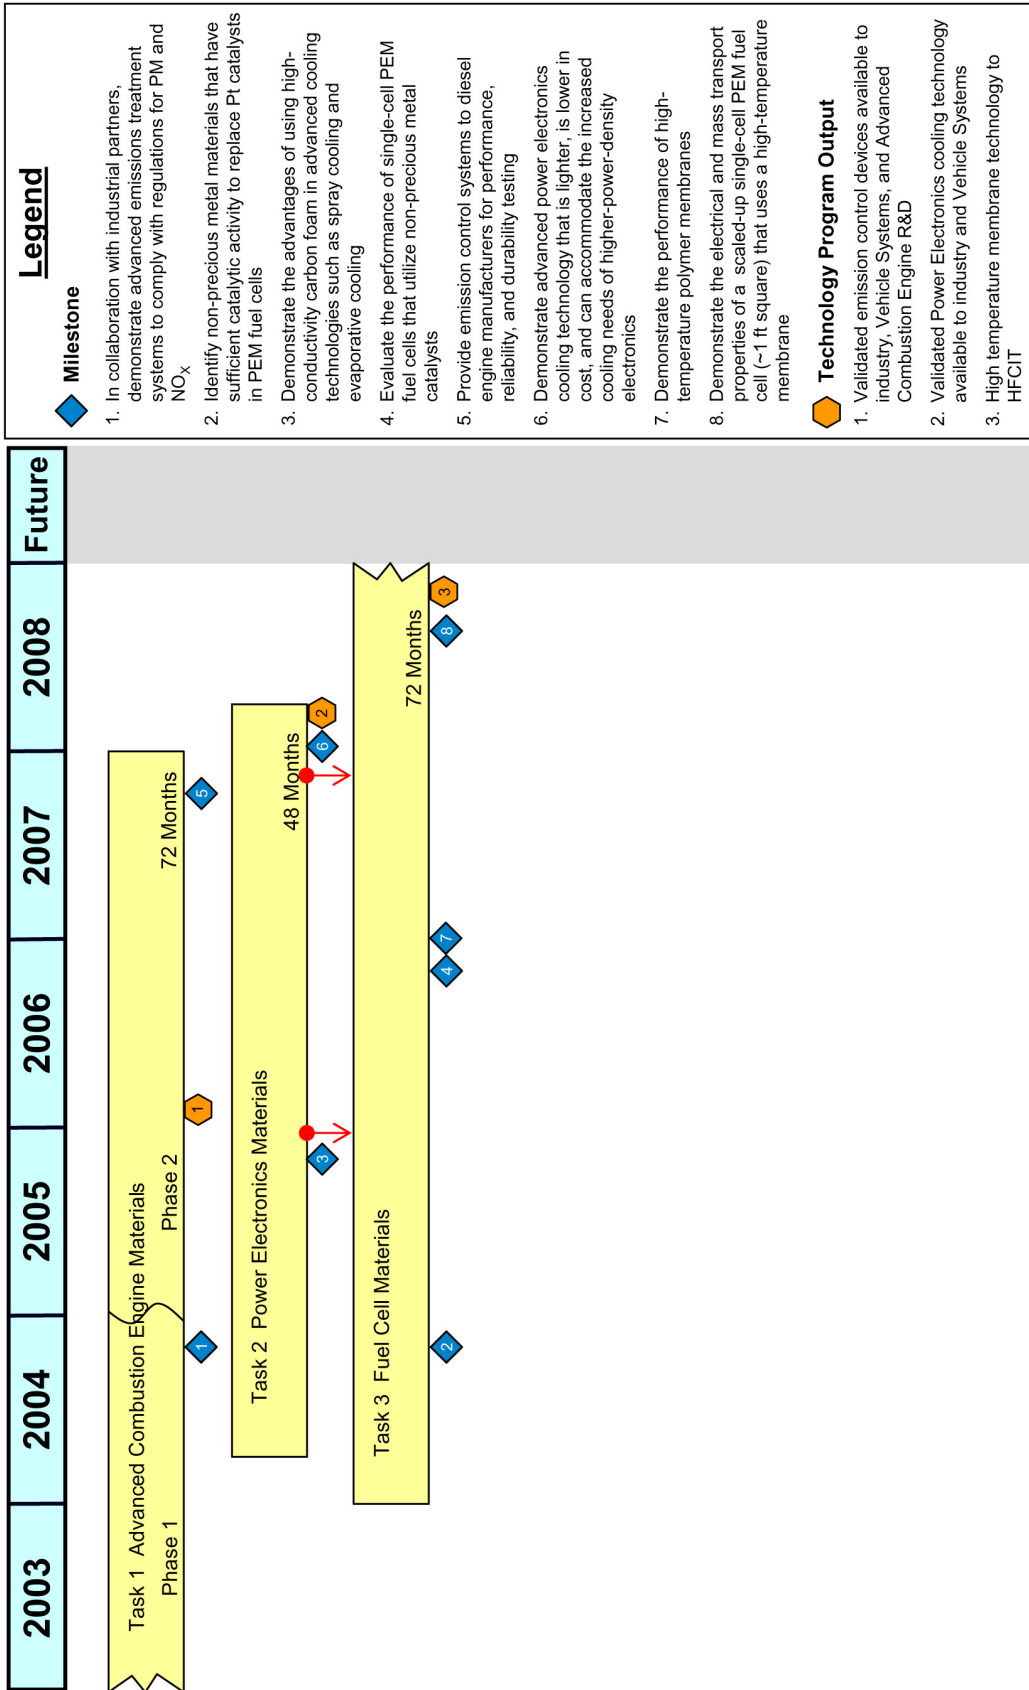 2003
2004
2005
2006
2007
2008
Future
Task 1 Advanced Combustion Engine Materials
Phase 1
Phase 2
72 Months
1
1
5
Task 2 Power Electronics Materials
48 Months
3
6
2
Task 3 Fuel Cell Materials
72 Months
2
4
7
8
3
Legend
Milestone
1. In collaboration with industrial partners,
demonstrate advanced emissions treatment
systems to comply with regulations for PM and
NOX
2. Identify non-precious metal materials that have
sufficient catalytic activity to replace Pt catalysts
in PEM fuel cells
3. Demonstrate the advantages of using high-
conductivity carbon foam in advanced cooling
technologies such as spray cooling and
evaporative cooling
4. Evaluate the performance of single-cell PEM
fuel cells that utilize non-precious metal
catalysts
5. Provide emission control systems to diesel
engine manufacturers for performance,
reliability, and durability testing
6. Demonstrate advanced power electronics
cooling technology that is lighter, is lower in
cost, and can accommodate the increased
cooling needs of higher-power-density
electronics
7. Demonstrate the performance of high-
temperature polymer membranes
8. Demonstrate the electrical and mass transport
properties of a scaled-up single-cell PEM fuel
cell (~1 ft square) that uses a high-temperature
membrane
Technology Program Output
1. Validated emission control devices available to
industry, Vehicle Systems, and Advanced
Combustion Engine R&D
2. Validated Power Electronics cooling technology
available to industry and Vehicle Systems
3. High temperature membrane technology to
HFCIT